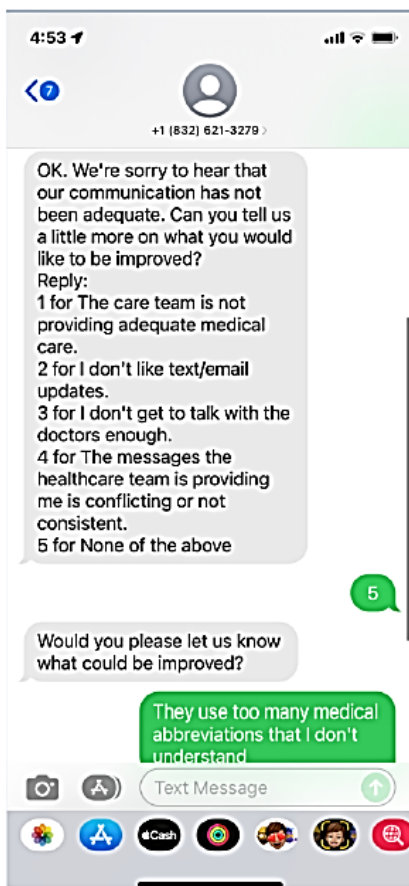 4:53
7
+1 (832) 621-3279 >
OK. We're sorry to hear that
our communication has not
been adequate. Can you tell us
a little more on what you would
like to be improved?
Reply:
1 for The care team is not
providing adequate medical
care.
2 for I don't like text/email
updates.
3 for I don't get to talk with the
doctors enough.
4 for The messages the
healthcare team is providing
me is conflicting or not
consistent.
5 for None of the above
5
Would you please let us know
what could be improved?
They use too many medical
abbreviations that I don't
understand
Text Message
Cash